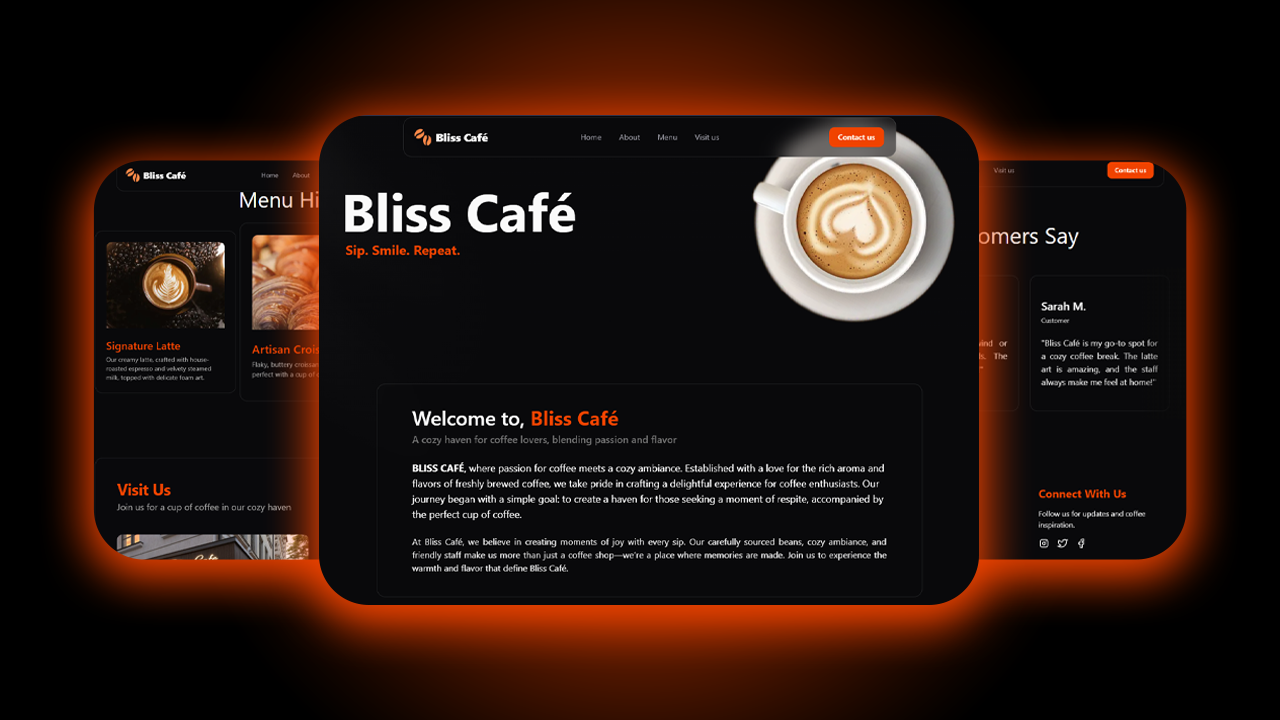 Bliss Café
Home About
Menu Hi
Signature Latte
Our creamy latte, crafted with house-
roasted espresso and velvety steamed
milk, topped with delicate foam art.
Artisan Crois
Flaky, buttery croissan
perfect with a cup of c
Visit Us
Join us for a cup of coffee in our cozy haven
Bliss Café
Home About Menu Visit us
Contact us
Bliss Café
Sip. Smile. Repeat.
Welcome to, Bliss Café
A cozy haven for coffee lovers, blending passion and flavor
BLISS CAFÉ, where passion for coffee meets a cozy ambiance. Established with a love for the rich aroma and
flavors of freshly brewed coffee, we take pride in crafting a delightful experience for coffee enthusiasts. Our
journey began with a simple goal: to create a haven for those seeking a moment of respite, accompanied by
the perfect cup of coffee.
At Bliss Café, we believe in creating moments of joy with every sip. Our carefully sourced beans, cozy ambiance, and
friendly staff make us more than just a coffee shop—we're a place where memories are made. Join us to experience the
warmth and flavor that define Bliss Café.
Visit us
Contact us
omers Say
wind or
s. The
Sarah M.
Customer
"Bliss Café is my go-to spot for
a cozy coffee break. The latte
art is amazing, and the staff
always make me feel at home!"
Connect With Us
Follow us for updates and coffee
inspiration.